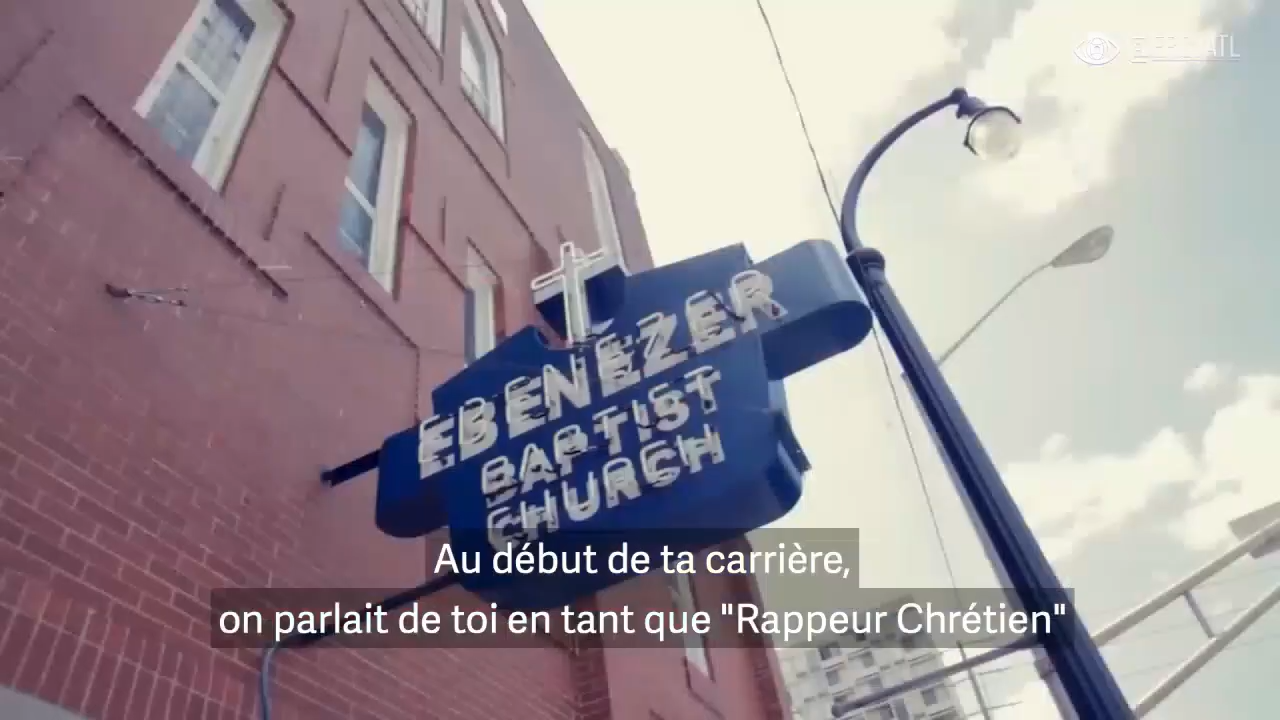 EBENEZER
BAPTIST
CHURCH
Au début de ta carrière,
on parlait de toi en tant que "Rappeur Chrétien"